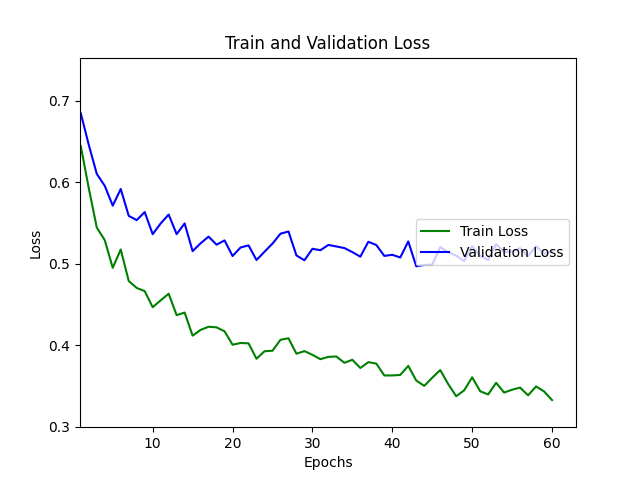 Train and Validation Loss
0.7
0.6
0.5
0.4
0.3
Loss
Train Loss
Validation Loss
10 20 30 40 50 60
Epochs